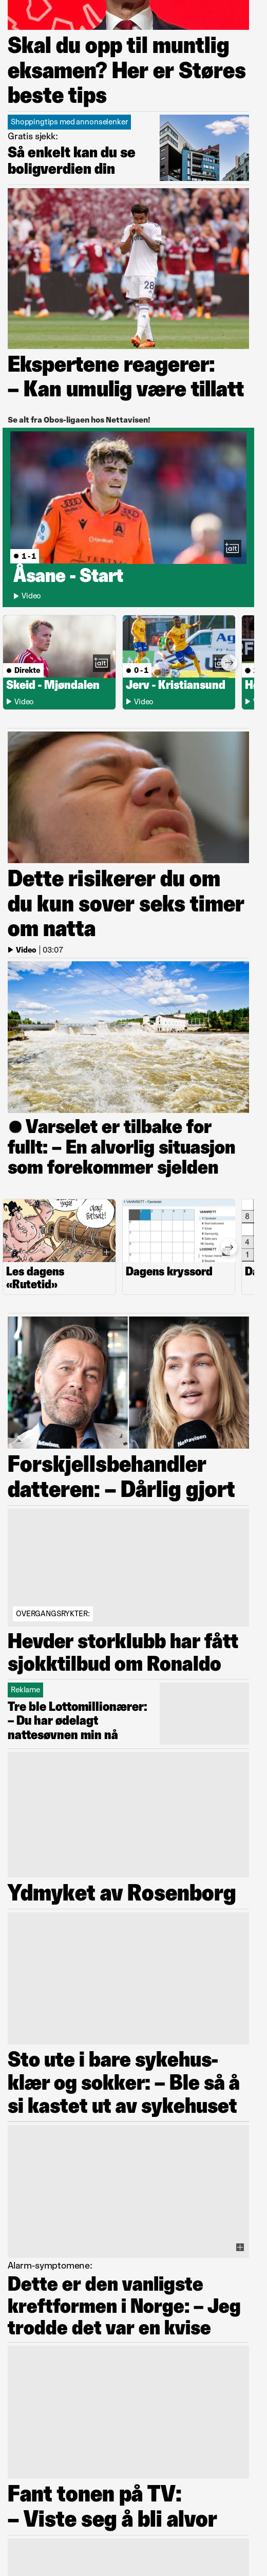 Skal du opp til muntlig
eksamen? Her er Støres
beste tips
Shoppingtips med annonselenker
Gratis sjekk:
Så enkelt kan du se
boligverdien din
28
Ekspertene reagerer:
– Kan umulig være tillatt
Se alt fra Obos-ligaen hos Nettavisen!
1 - 1
alt
Åsane - Start
Video
Direkte
alt
Skeid - Mjøndalen
Video
0 - 1
Jerv - Kristiansund
Video
Dette risikerer du om
du kun sover seks timer
om natta
Video | 03:07
Varselet er tilbake for
fullt: – En alvorlig situasjon
som forekommer sjelden
Les dagens
«Rutetid»
Dagens kryssord
Nettavisen
Forskjellsbehandler
datteren: – Dårlig gjort
OVERGANGSRYKTER:
Hevder storklubb har fått
sjokktilbud om Ronaldo
Reklame
Tre ble Lottomillionærer:
– Du har ødelagt
nattesøvnen min nå
Ydmyket av Rosenborg
Sto ute i bare sykehus-
klær og sokker: – Ble så å
si kastet ut av sykehuset
Alarm-symptomene:
Dette er den vanligste
kreftformen i Norge: – Jeg
trodde det var en kvise
Fant tonen på TV:
– Viste seg å bli alvor